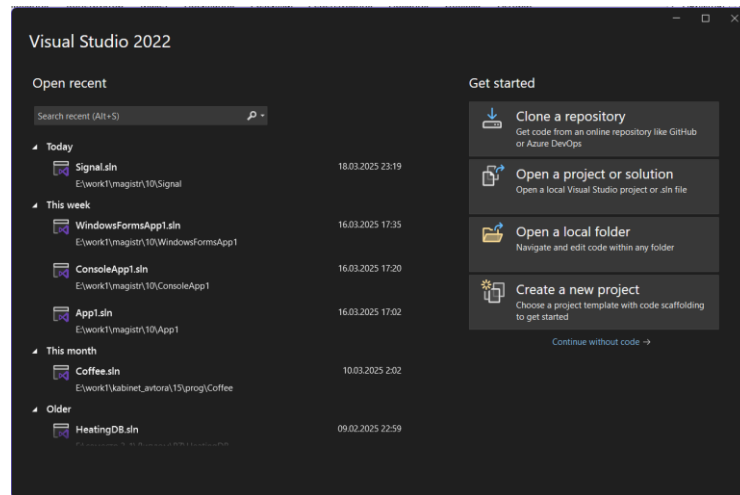 Visual Studio 2022
Open recent
Search recent (Alt+S)
Today
Signal.sln
18.03.2025 23:19
E:\work1\magistr\10\Signal
This week
WindowsFormsApp1.sln
16.03.2025 17:35
E:\work1\magistr\10\WindowsFormsApp1
ConsoleApp1.sln
16.03.2025 17:20
E:\work1\magistr\10\ConsoleApp1
App1.sln
16.03.2025 17:02
E:\work1\magistr\10\App1
This month
Coffee.sln
10.03.2025 2:02
E:\work1\kabinet_avtora\15\prog\Coffee
Older
HeatingDB.sln
09.02.2025 22:59
Get started
Clone a repository
Get code from an online repository like GitHub
or Azure DevOps
Open a project or solution
Open a local Visual Studio project or .sln file
Open a local folder
Navigate and edit code within any folder
Create a new project
Choose a project template with code scaffolding
to get started
Continue without code →